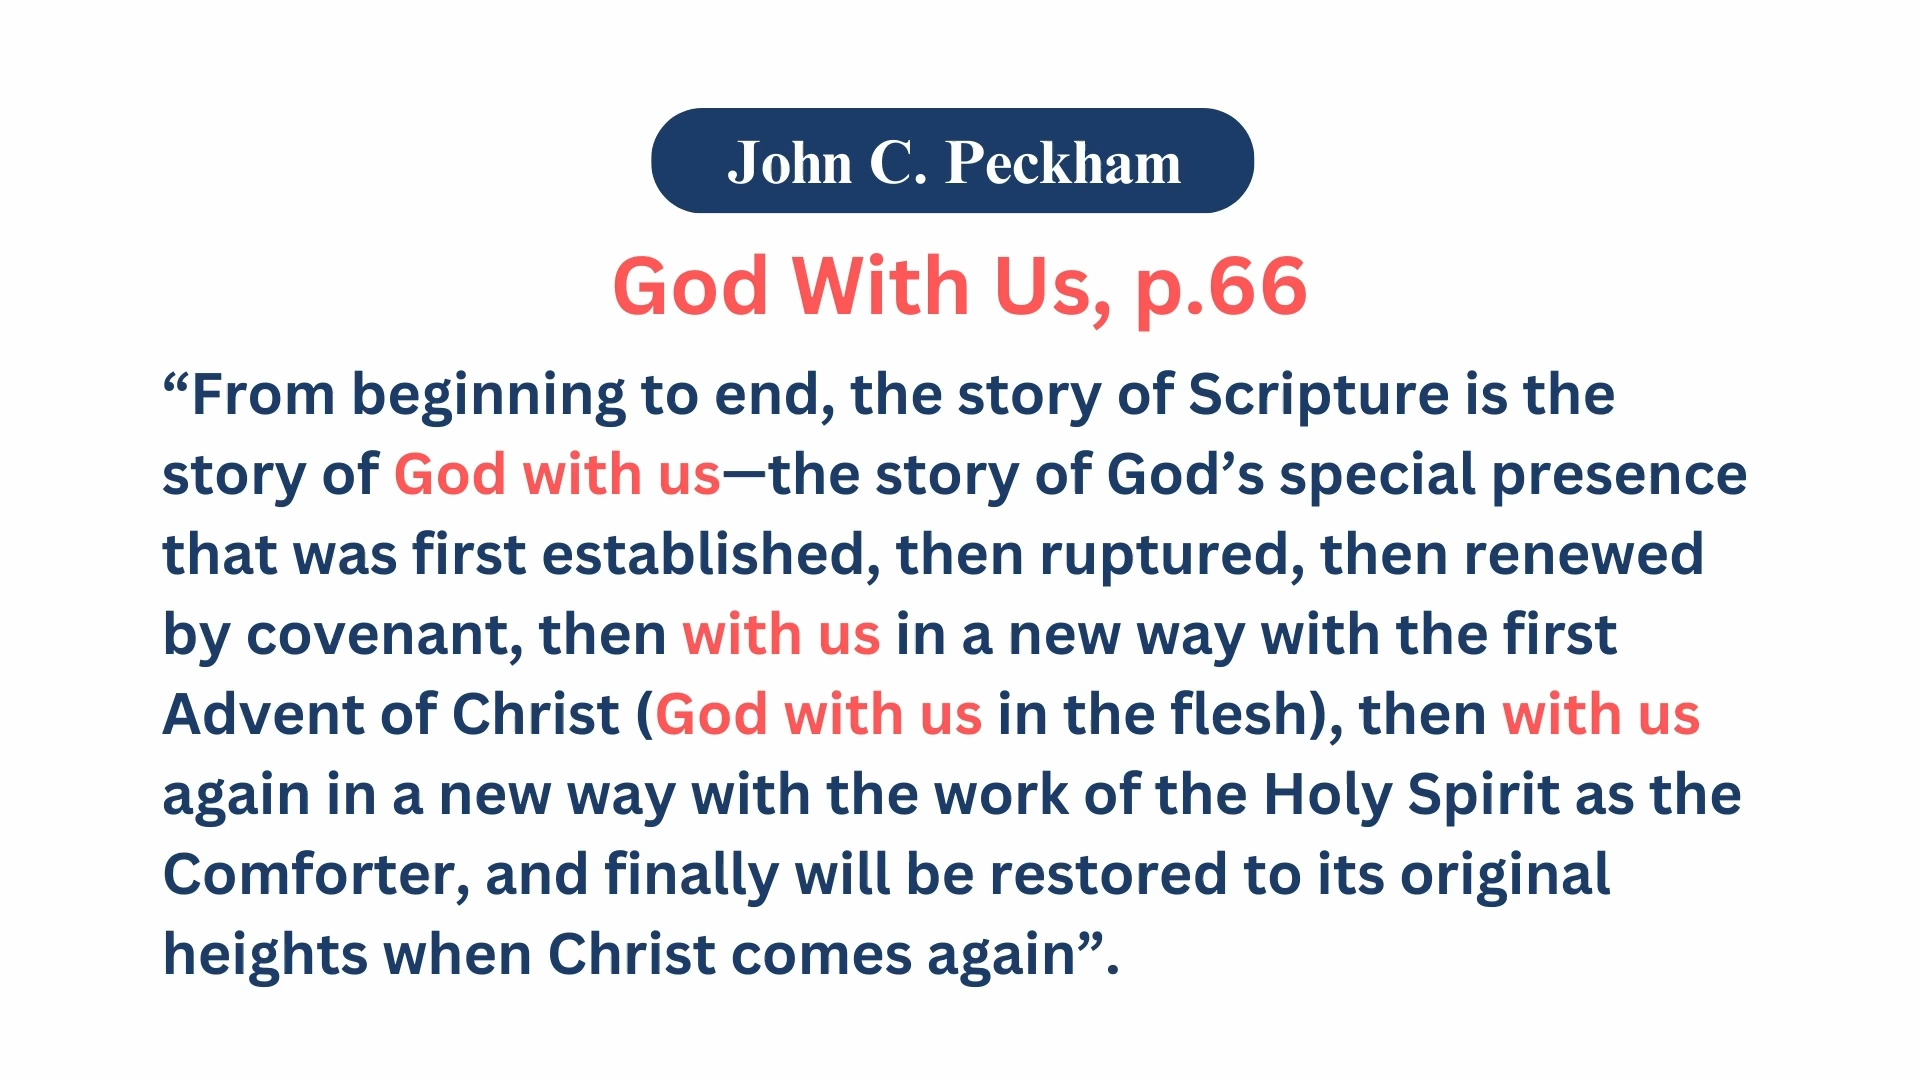 John C. Peckham
God With Us, p.66
“From beginning to end, the story of Scripture is the
story of God with us—the story of God’s special presence
that was first established, then ruptured, then renewed
by covenant, then with us in a new way with the first
Advent of Christ (God with us in the flesh), then with us
again in a new way with the work of the Holy Spirit as the
Comforter, and finally will be restored to its original
heights when Christ comes again”.